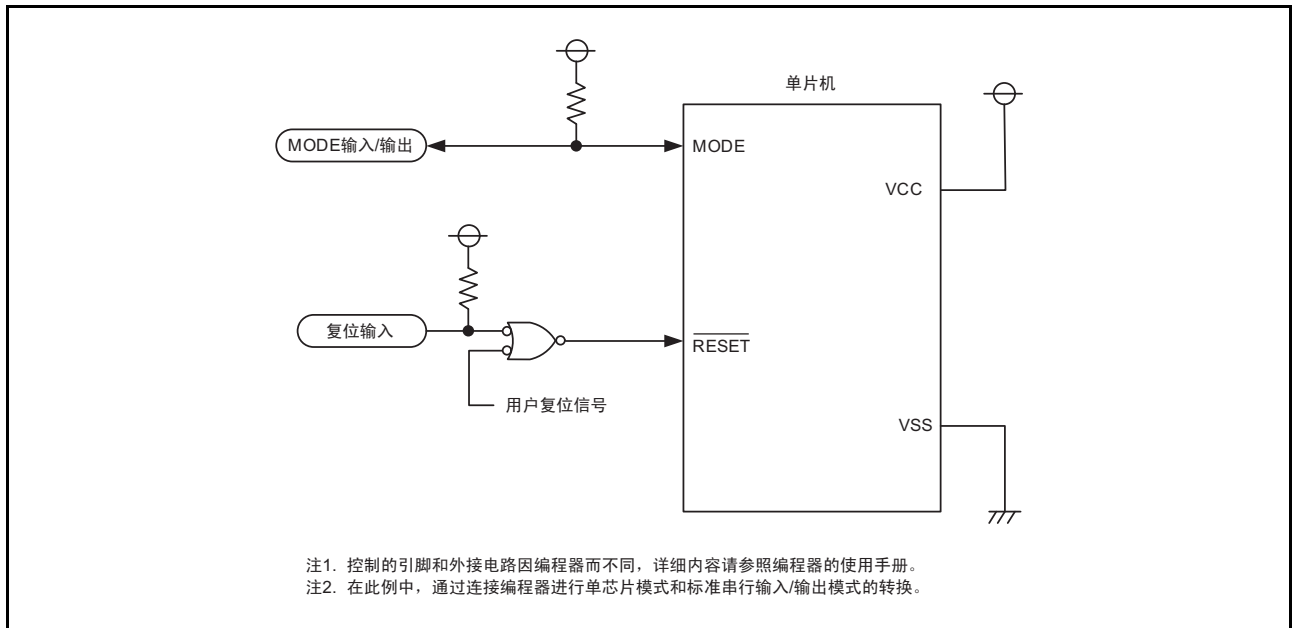 单片机
MODE输入/输出
MODE
VCC
复位输入
RESET
用户复位信号
VSS
注1. 控制的引脚和外接电路因编程器而不同，详细内容请参照编程器的使用手册。
注2. 在此例中，通过连接编程器进行单芯片模式和标准串行输入/输出模式的转换。